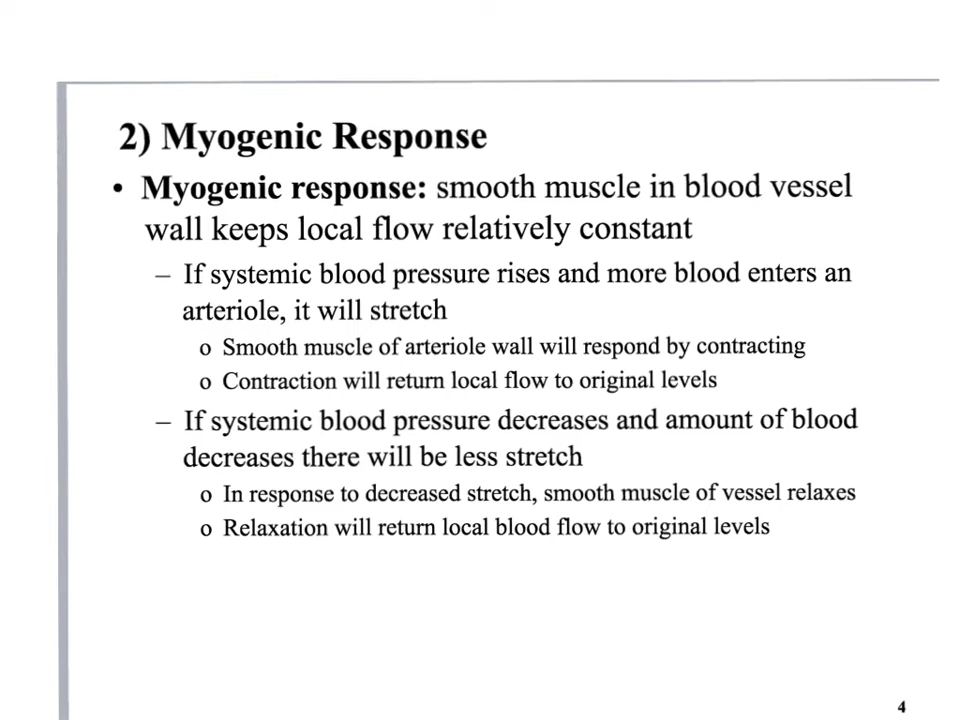 2) Myogenic Response
• Myogenic response: smooth muscle in blood vessel
wall keeps local flow relatively constant
– If systemic blood pressure rises and more blood enters an
arteriole, it will stretch
o Smooth muscle of arteriole wall will respond by contracting
o Contraction will return local flow to original levels
– If systemic blood pressure decreases and amount of blood
decreases there will be less stretch
o In response to decreased stretch, smooth muscle of vessel relaxes
o Relaxation will return local blood flow to original levels
4